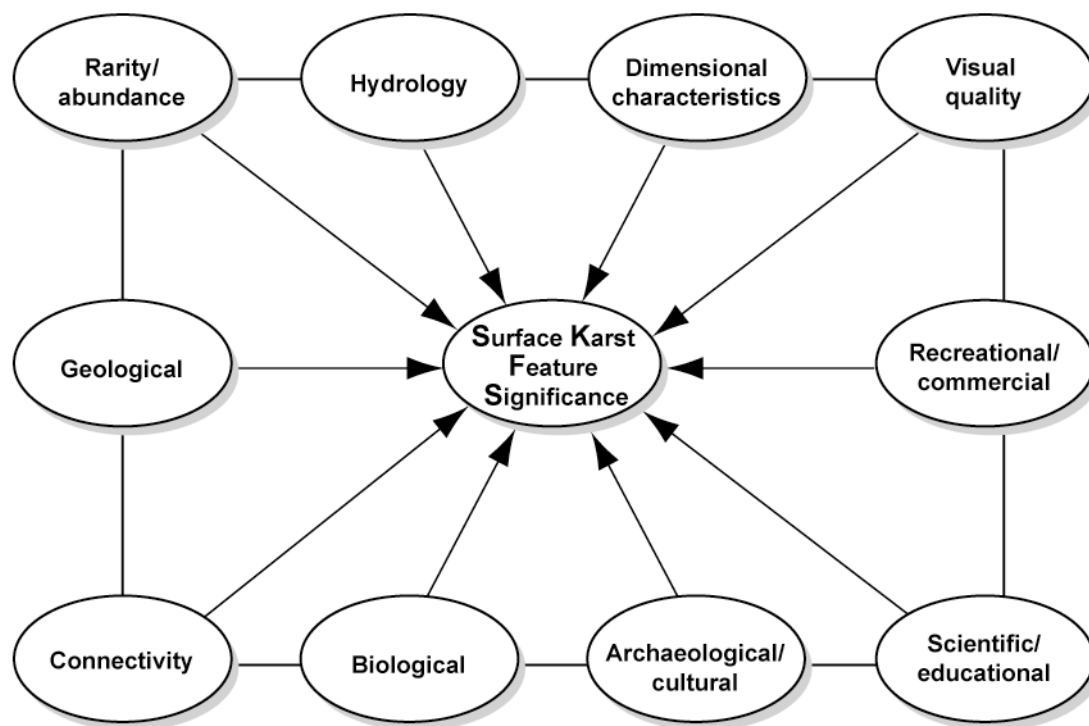 Rarity/
abundance
Hydrology
Dimensional
characteristics
Visual
quality
Geological
Surface Karst
Feature
Significance
Recreational/
commercial
Connectivity
Biological
Archaeological/
cultural
Scientific/
educational